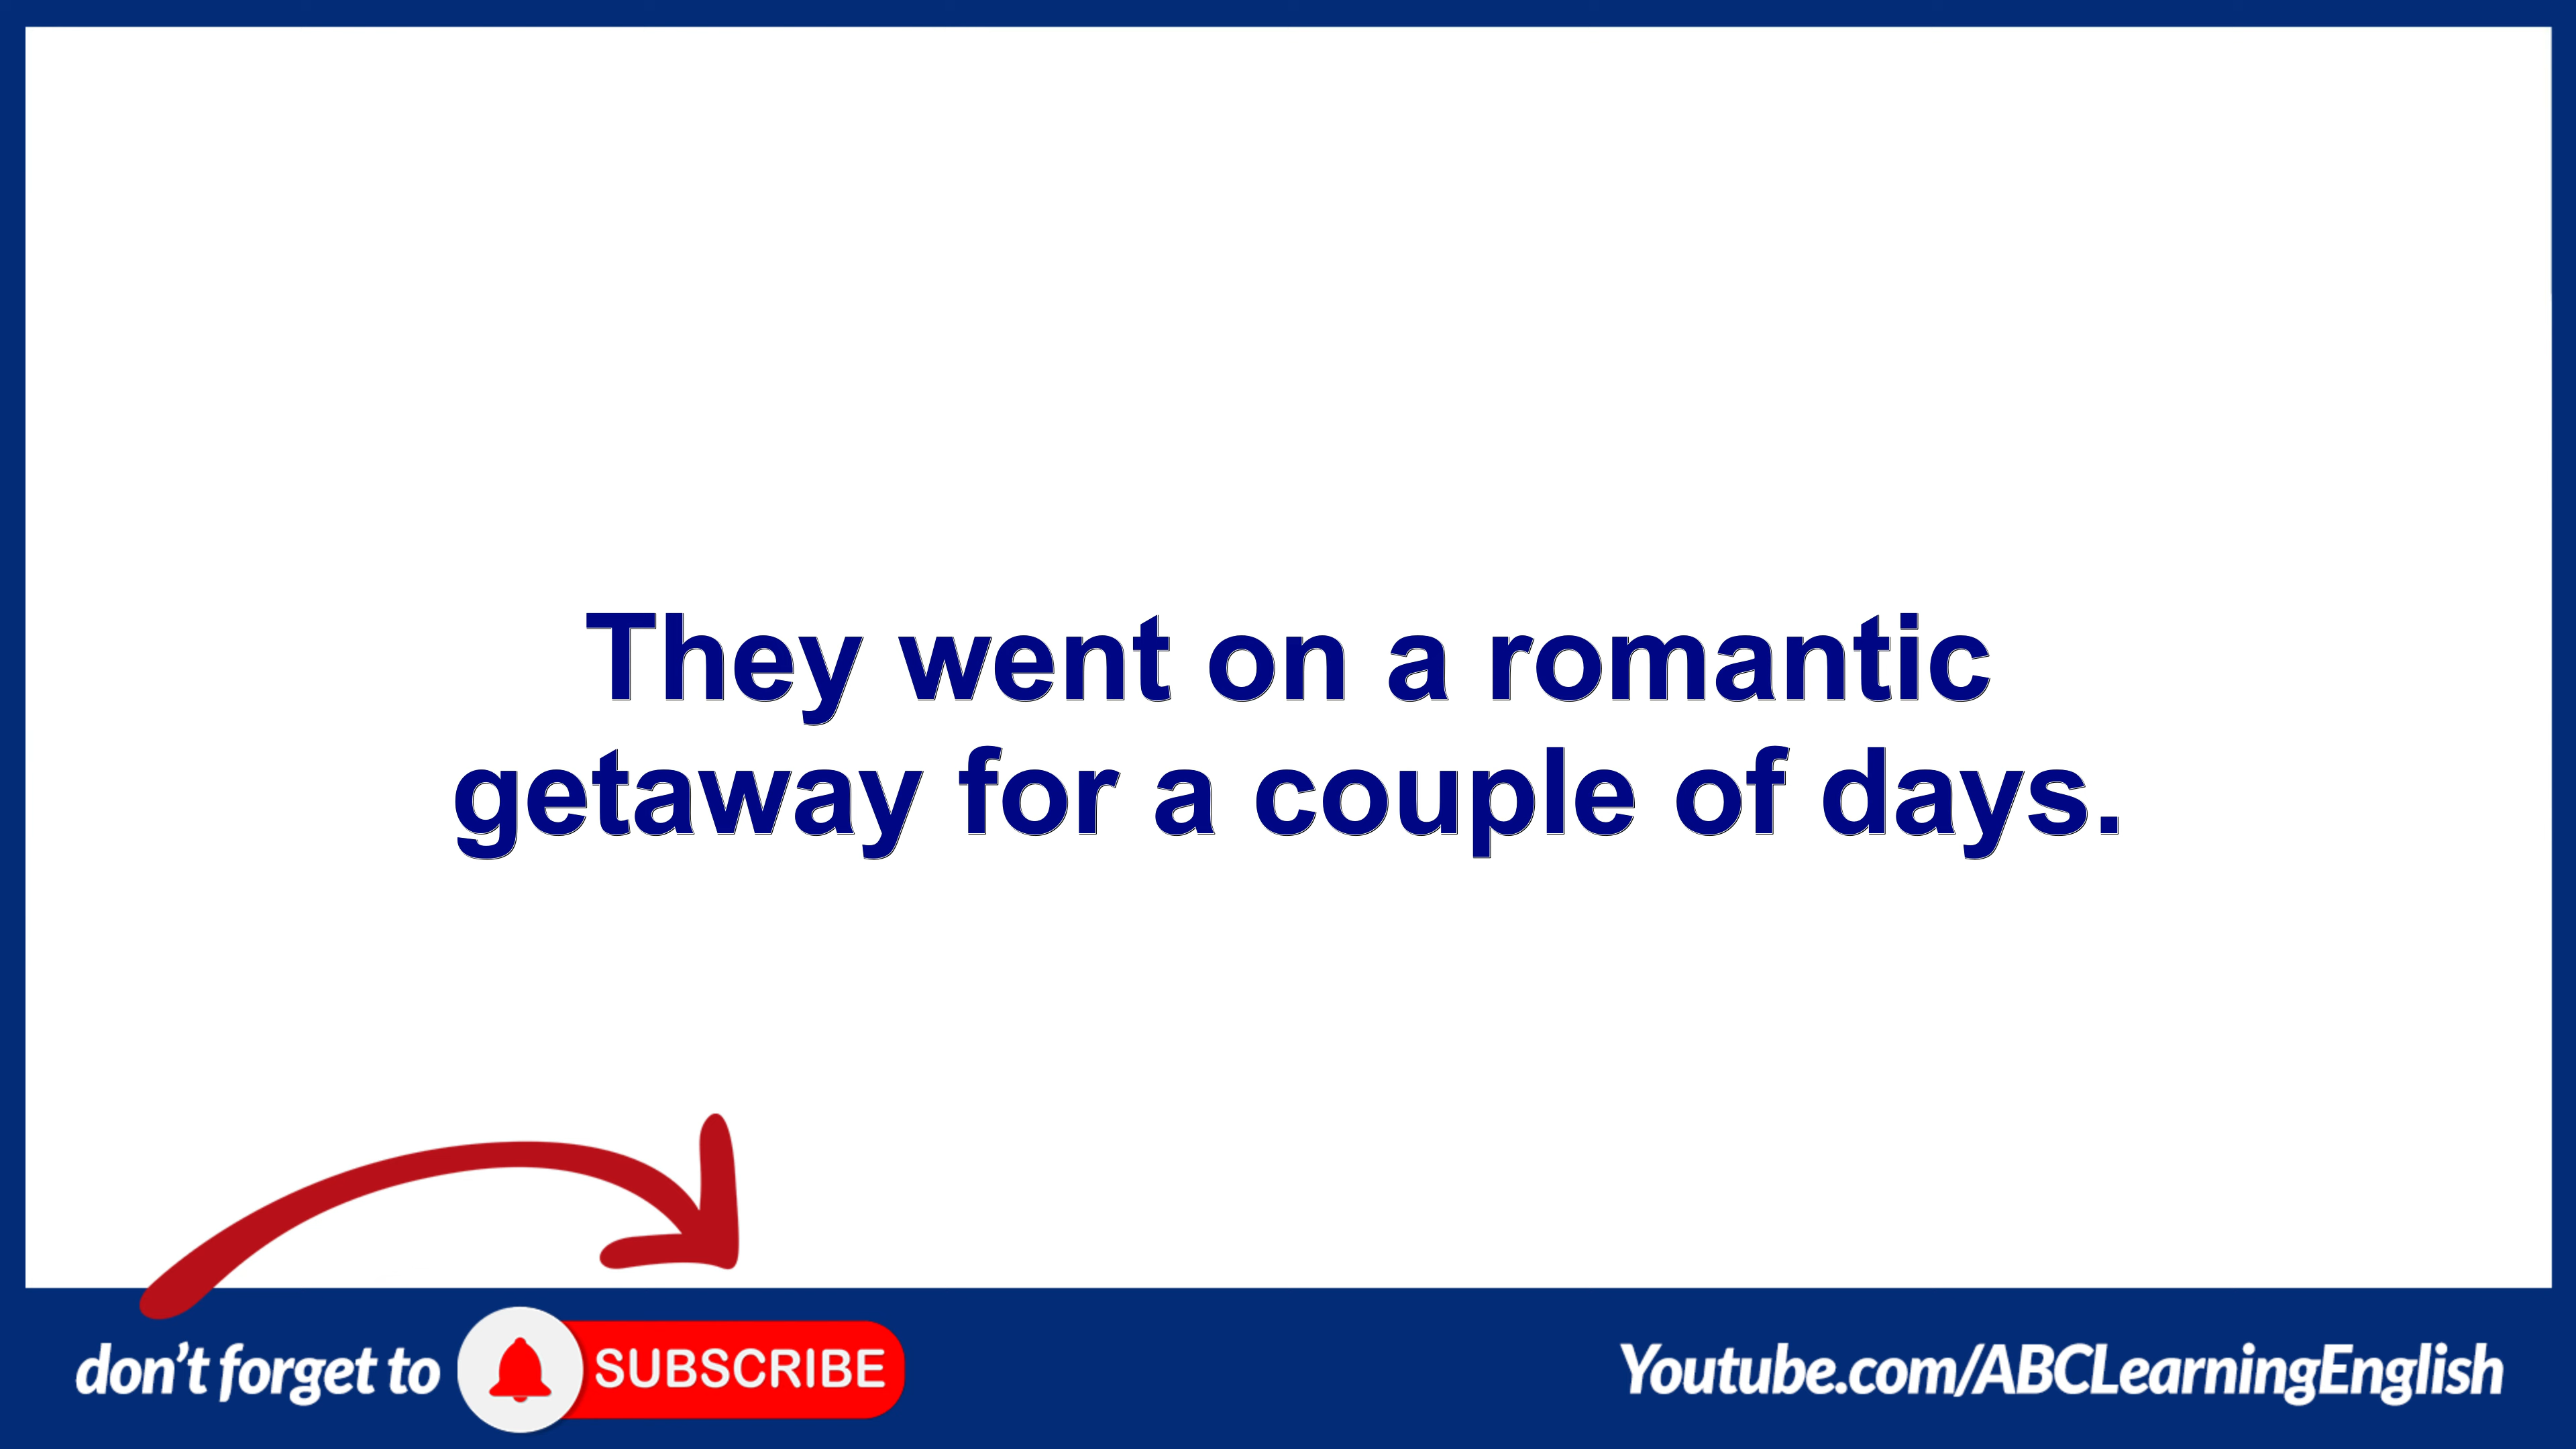 They went on a romantic
getaway for a couple of days.
don't forget to SUBSCRIBE
Youtube.com/ABCLearningEnglish